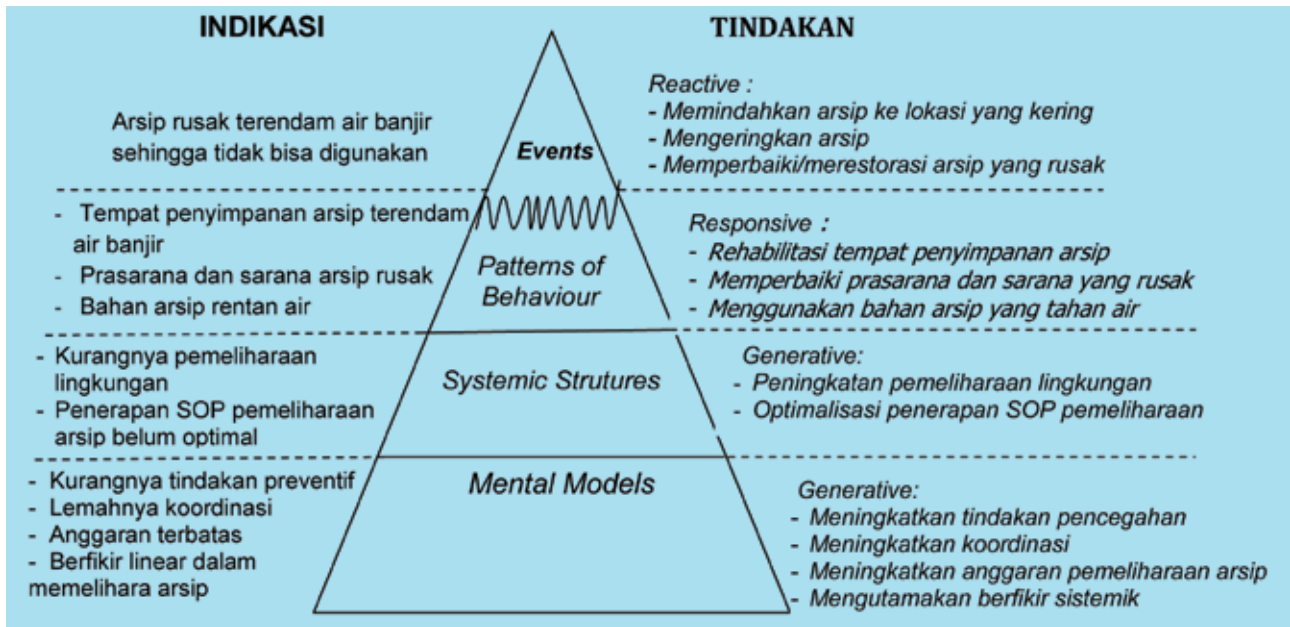 INDIKASI
TINDAKAN
Arsip rusak terendam air banjir
sehingga tidak bisa digunakan
Events
Reactive :
- Memindahkan arsip ke lokasi yang kering
- Mengeringkan arsip
- Memperbaiki/merestorasi arsip yang rusak
- Tempat penyimpanan arsip terendam
air banjir
- Prasarana dan sarana arsip rusak
- Bahan arsip rentan air
Patterns of
Behaviour
Responsive :
- Rehabilitasi tempat penyimpanan arsip
- Memperbaiki prasarana dan sarana yang rusak
- Menggunakan bahan arsip yang tahan air
- Kurangnya pemeliharaan
lingkungan
- Penerapan SOP pemeliharaan
arsip belum optimal
Systemic Strutures
Generative:
- Peningkatan pemeliharaan lingkungan
- Optimalisasi penerapan SOP pemeliharaan
- Kurangnya tindakan preventif
- Lemahnya koordinasi
- Anggaran terbatas
- Berfikir linear dalam
memelihara arsip
Mental Models
Generative:
- Meningkatkan tindakan pencegahan
- Meningkatkan koordinasi
- Meningkatkan anggaran pemeliharaan arsip
- Mengutamakan berfikir sistemik